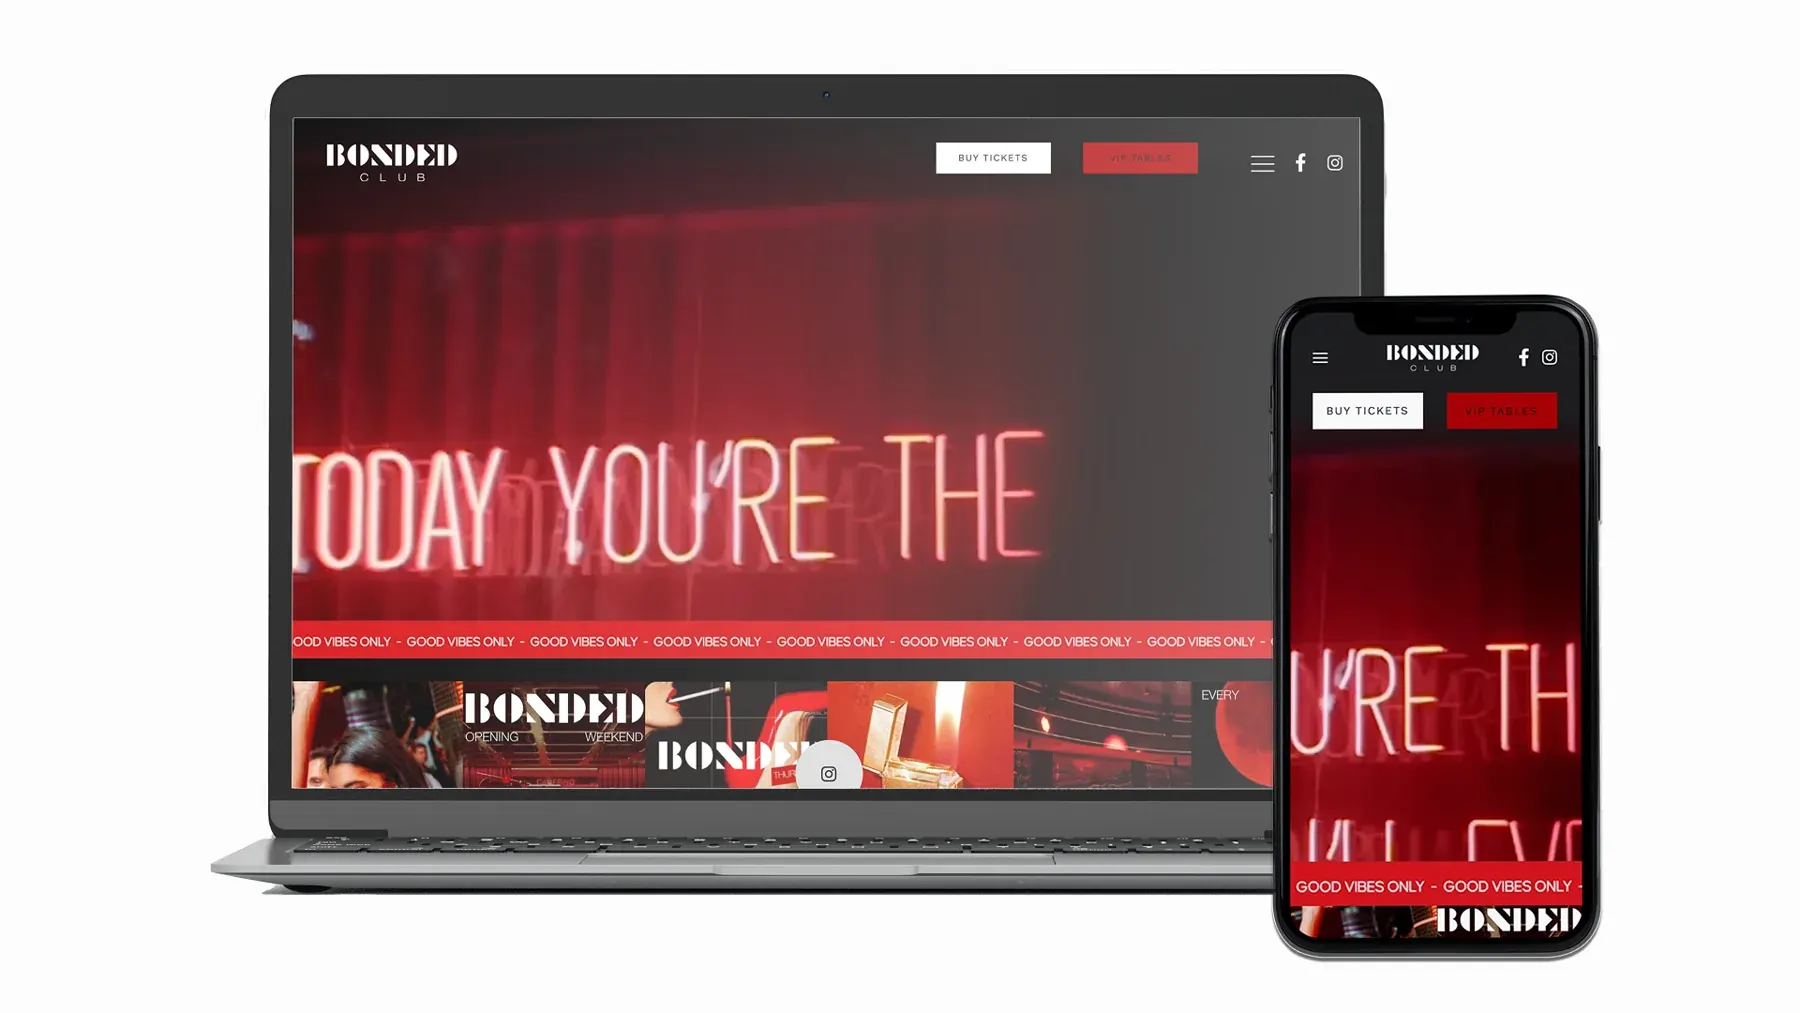 BONDED
CLUB
BUY TICKETS
VIP TABLES
TODAY YOU'RE THE
OOD VIBES ONLY - GOOD VIBES ONLY - GOOD VIBES ONLY - GOOD VIBES ONLY - GOOD VIBES ONLY - GOOD VIBES ONLY - GOOD VIBES ONLY - GOOD VIBES ONLY -
BONDED
OPENING WEEKEND
BONDE
THUR
EVERY
BONDED
CLUB
BUY TICKETS
VIP TABLES
U'RE TH
GOOD VIBES ONLY - GOOD VIBES ONLY -
BONDED